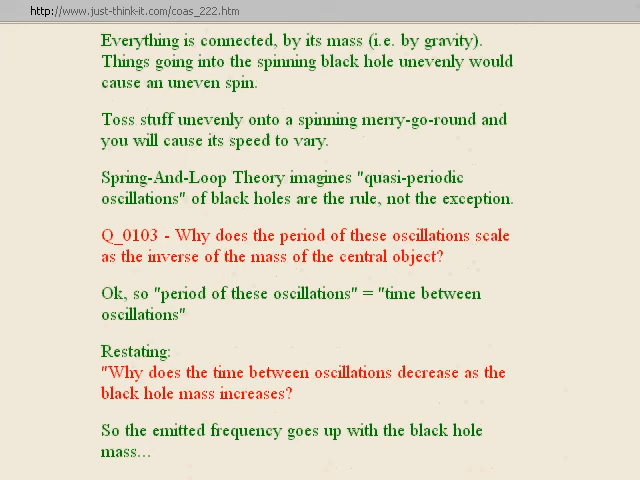 http://www.just-think-it.com/coas_222.htm
Everything is connected, by its mass (i.e. by gravity).
Things going into the spinning black hole unevenly would
cause an uneven spin.
Toss stuff unevenly onto a spinning merry-go-round and
you will cause its speed to vary.
Spring-And-Loop Theory imagines "quasi-periodic
oscillations" of black holes are the rule, not the exception.
Q_0103 - Why does the period of these oscillations scale
as the inverse of the mass of the central object?
Ok, so "period of these oscillations" = "time between
oscillations"
Restating:
"Why does the time between oscillations decrease as the
black hole mass increases?
So the emitted frequency goes up with the black hole
mass...